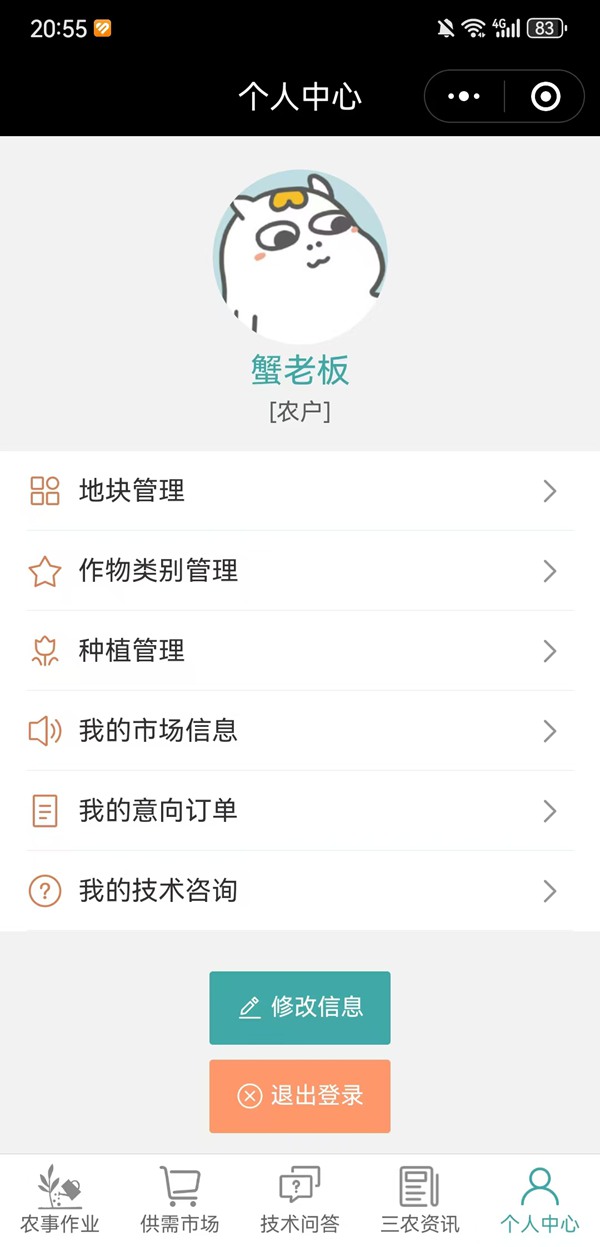 20:55
4G
83
个人中心
蟹老板
[农户]
地块管理
作物类别管理
种植管理
我的市场信息
我的意向订单
我的技术咨询
修改信息
退出登录
农事作业
供需市场
技术问答
三农资讯
个人中心